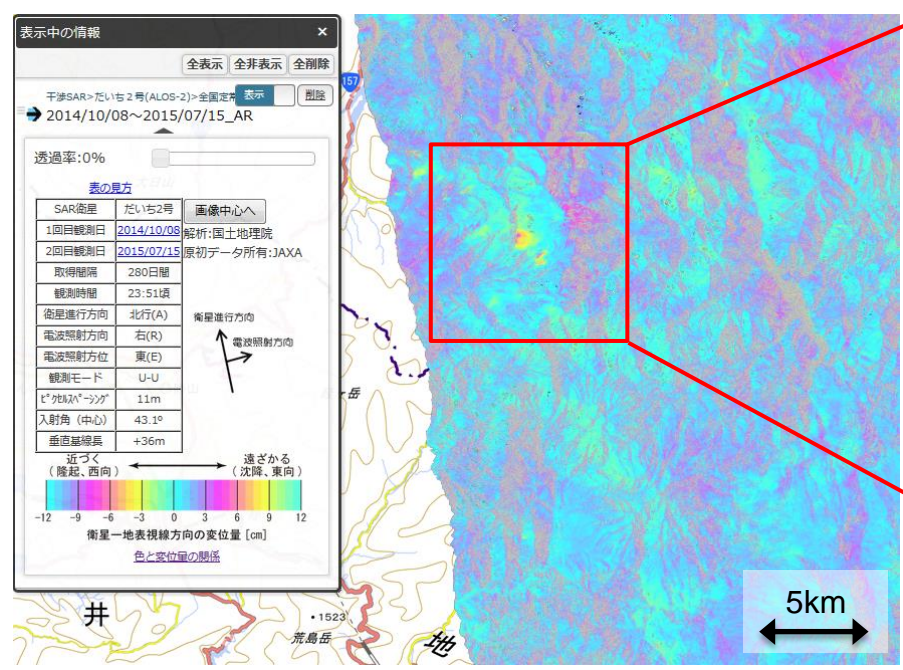 表示中の情報 ×
全表示 全非表示 全削除
干渉SAR>だいち2号(ALOS-2)>全国定常 表示 削除
2014/10/08~2015/07/15_AR
透過率:0%
表の見方
SAR衛星 だいち2号 画像中心へ
1回目観測日 2014/10/08 解析:国土地理院
2回目観測日 2015/07/15 原初データ所有:JAXA
取得間隔 280日間
観測時間 23:51頃
衛星進行方向 北行(A)
電波照射方向 右(R)
電波照射方位 東(E)
観測モード U-U
ピクセルスペーシング 11m
入射角(中心) 43.1º
垂直基線長 +36m
衛星進行方向
電波照射方向
近づく 遠ざかる
(隆起、西向) (沈降、東向)
-12 -9 -6 -3 0 3 6 9 12
衛星ー地表視線方向の変位量 [cm]
色と変位量の関係
157
ヶ岳
井
・1523
荒島岳
地
5km